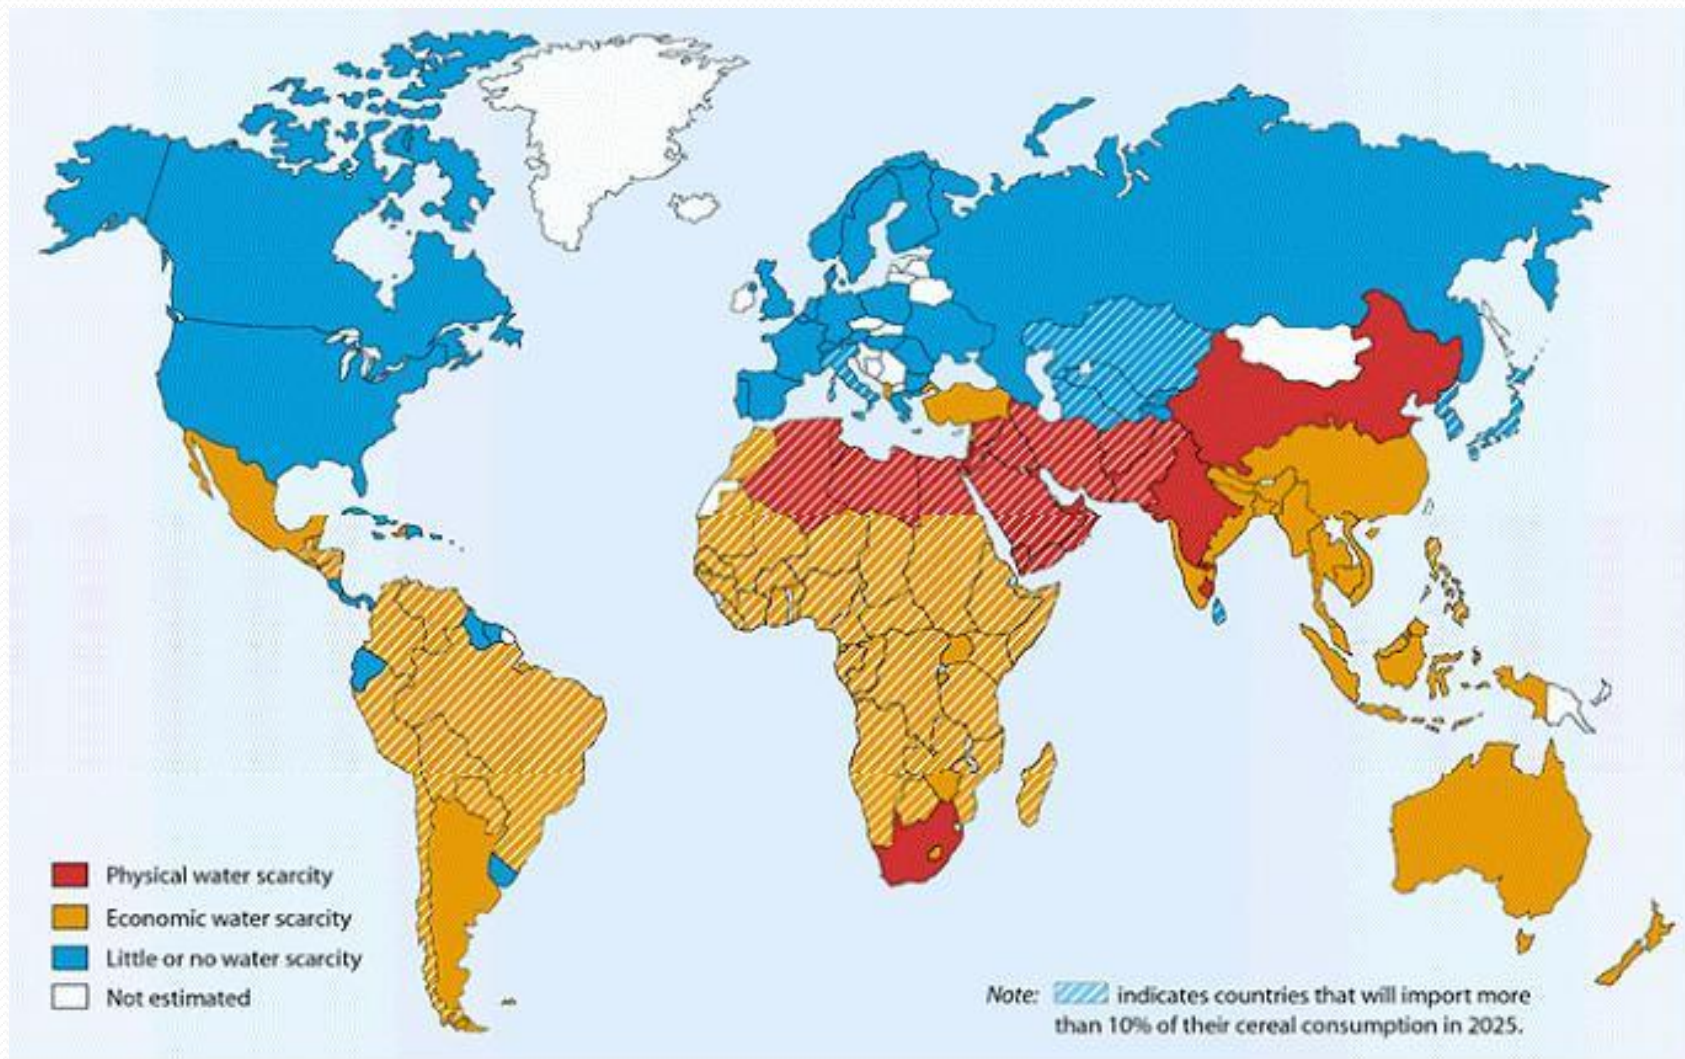 Physical water scarcity
Economic water scarcity
Little or no water scarcity
Not estimated
Note: indicates countries that will import more
than 10% of their cereal consumption in 2025.